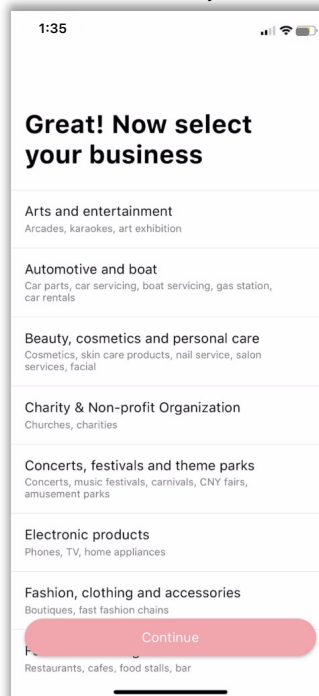 1:35
Great! Now select
your business
Arts and entertainment
Arcades, karaokes, art exhibition
Automotive and boat
Car parts, car servicing, boat servicing, gas station,
car rentals
Beauty, cosmetics and personal care
Cosmetics, skin care products, nail service, salon
services, facial
Charity & Non-profit Organization
Churches, charities
Concerts, festivals and theme parks
Concerts, music festivals, carnivals, CNY fairs,
amusement parks
Electronic products
Phones, TV, home appliances
Fashion, clothing and accessories
Boutiques, fast fashion chains
Continue
Restaurants, cafes, food stalls, bar